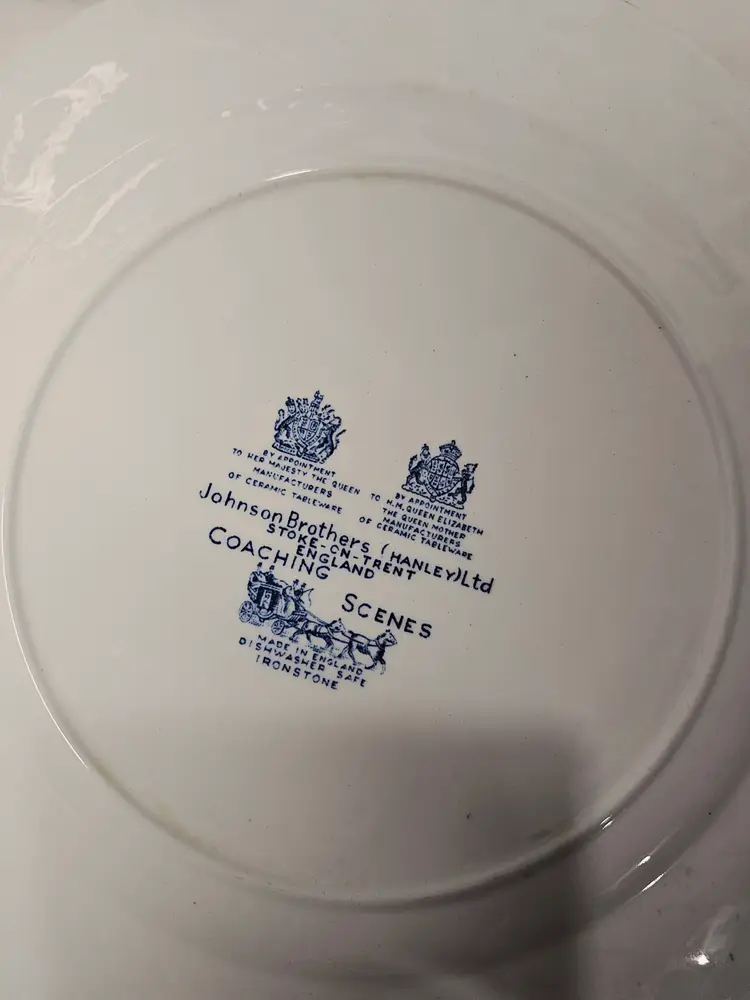 BY APPOINTMENT
TO HER MAJESTY THE QUEEN
MANUFACTURERS
OF CERAMIC TABLEWARE
BY APPOINTMENT
TO H.M. QUEEN ELIZABETH
THE QUEEN MOTHER
MANUFACTURERS
OF CERAMIC TABLEWARE
Johnson Brothers (HANLEY) Ltd
STOKE-ON-TRENT
ENGLAND
COACHING SCENES
MADE IN ENGLAND
DISHWASHER SAFE
IRONSTONE